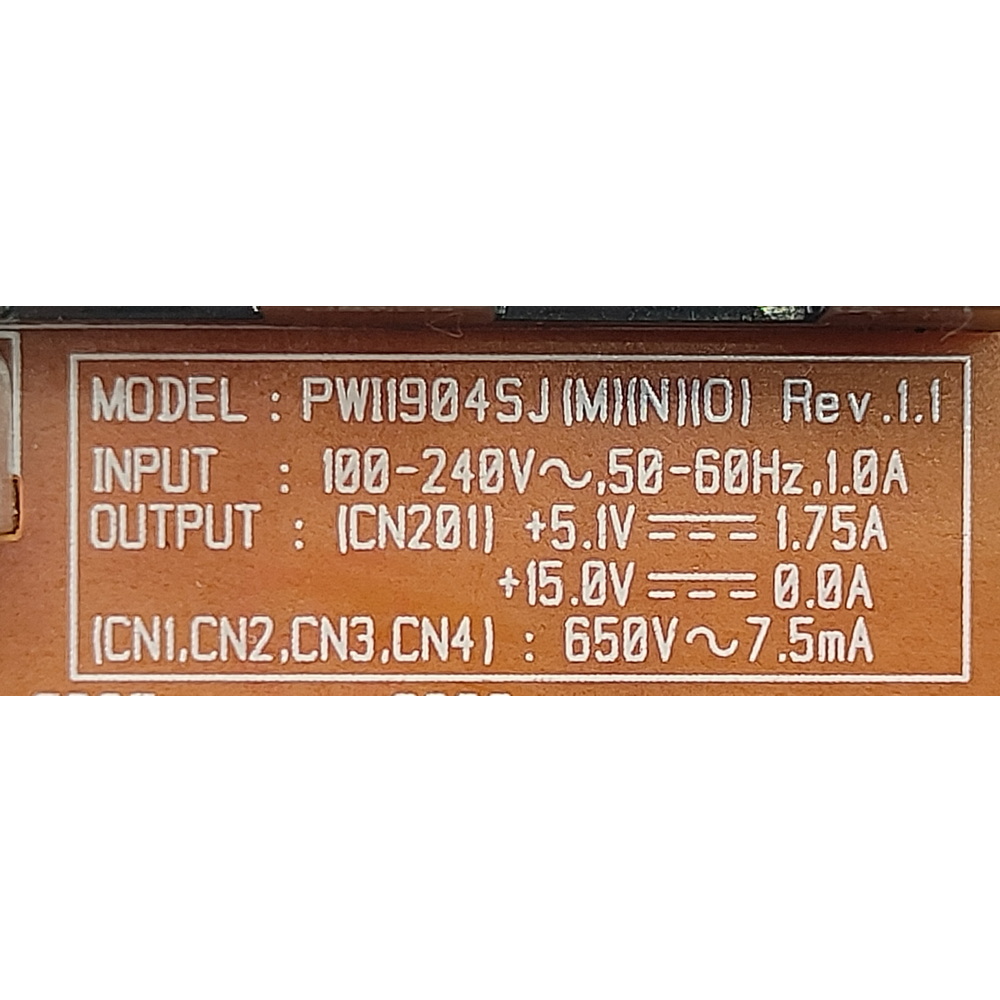 MODEL : PWI1904SJ(M)(N)(O) Rev.1.1
INPUT : 100-240V~,50-60Hz,1.0A
OUTPUT : (CN201) +5.1V⎓1.75A
+15.0V⎓0.0A
(CN1,CN2,CN3,CN4) : 650V~7.5mA